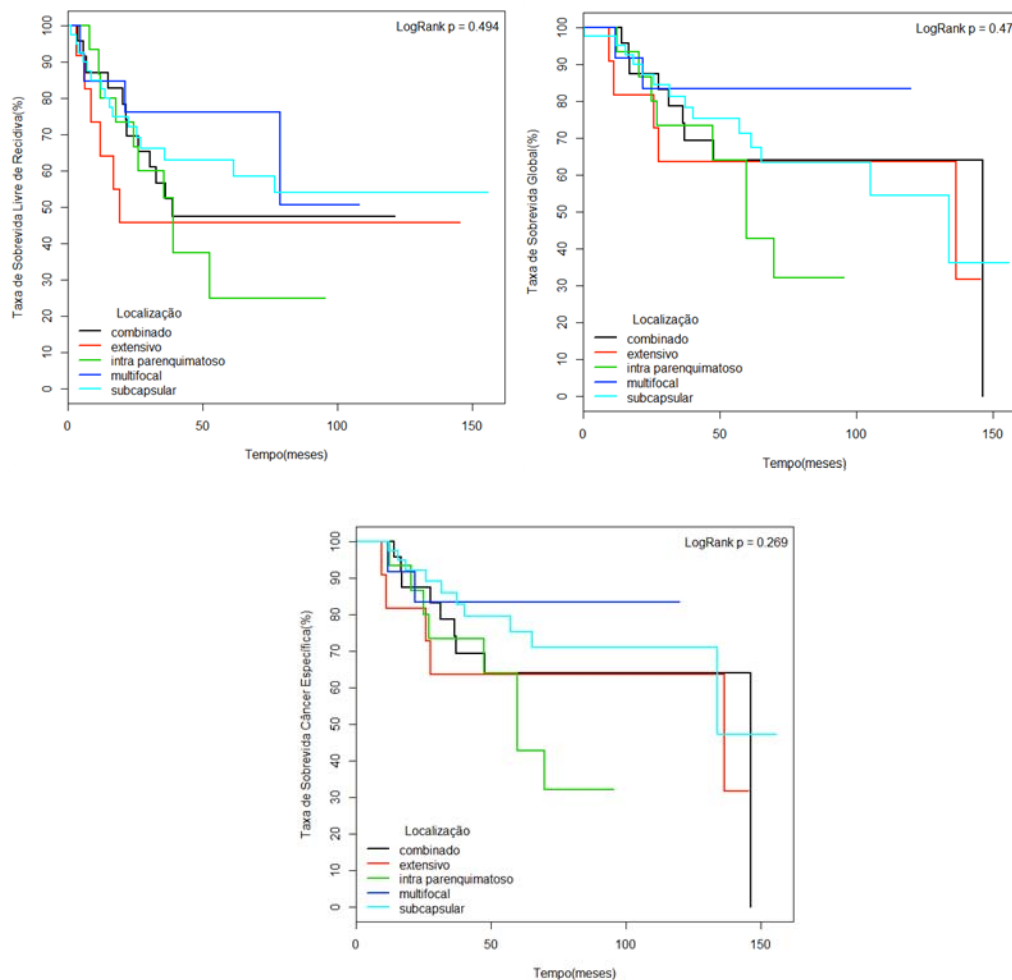 LogRank p = 0.494
Taxa de Sobrevida Livre de Recidiva(%)
100
90
80
70
60
50
40
30
20
10
0
Localização
combinado
extensivo
intra parenquimatoso
multifocal
subcapsular
0 50 100 150
Tempo(meses)
LogRank p = 0.47
Taxa de Sobrevida Global(%)
100
90
80
70
60
50
40
30
20
10
0
Localização
combinado
extensivo
intra parenquimatoso
multifocal
subcapsular
0 50 100 150
Tempo(meses)
LogRank p = 0.269
Taxa de Sobrevida Câncer Específica(%)
100
90
80
70
60
50
40
30
20
10
0
Localização
combinado
extensivo
intra parenquimatoso
multifocal
subcapsular
0 50 100 150
Tempo(meses)